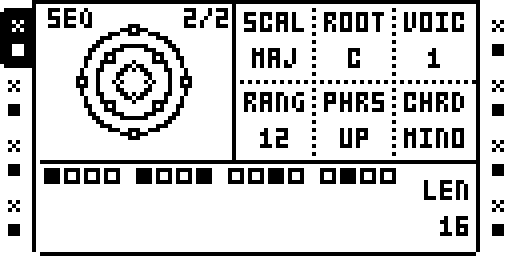 SEQ 2/2
SCAL ROOT VOIC
MAJ C 1
RANG PHRS CHRD
12 UP MINO
LEN
16